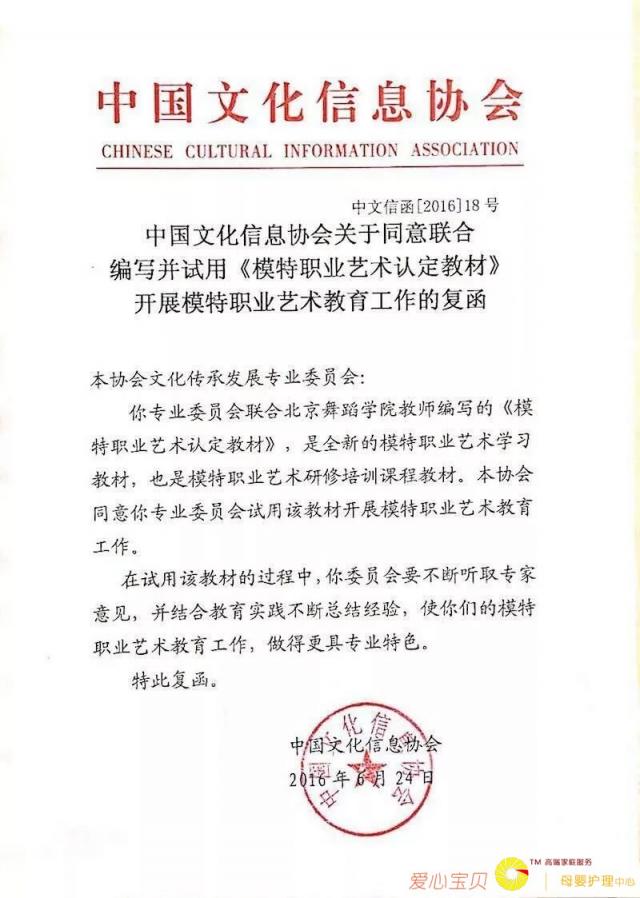 中国文化信息协会
CHINESE CULTURAL INFORMATION ASSOCIATION
中文信函[2016]18号
中国文化信息协会关于同意联合
编写并试用《模特职业艺术认定教材》
开展模特职业艺术教育工作的复函
本协会文化传承发展专业委员会：
你专业委员会联合北京舞蹈学院教师编写的《模
特职业艺术认定教材》，是全新的模特职业艺术学习
教材，也是模特职业艺术研修培训课程教材。本协会
同意你专业委员会试用该教材开展模特职业艺术教育
工作。
在试用该教材的过程中，你委员会要不断听取专家
意见，并结合教育实践不断总结经验，使你们的模特
职业艺术教育工作，做得更具专业特色。
特此复函。
中国文化信息协会
中国文化信息协会
2016年6月24日
爱心宝贝
TM 高端家庭服务
母婴护理中心